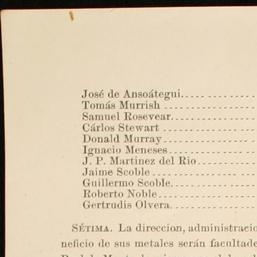 José de Ansoátegui.....................
Tomás Murrish .....................
Samuel Rosevear.....................
Cárlos Stewart .....................
Donald Murray .....................
Ignacio Meneses .....................
J. P. Martinez del Rio.....................
Jaime Scoble .....................
Guillermo Scoble.....................
Roberto Noble .....................
Gertrudis Olvera.....................
SÉTIMA. La direccion, administracio
neficio de sus metales serán facultade